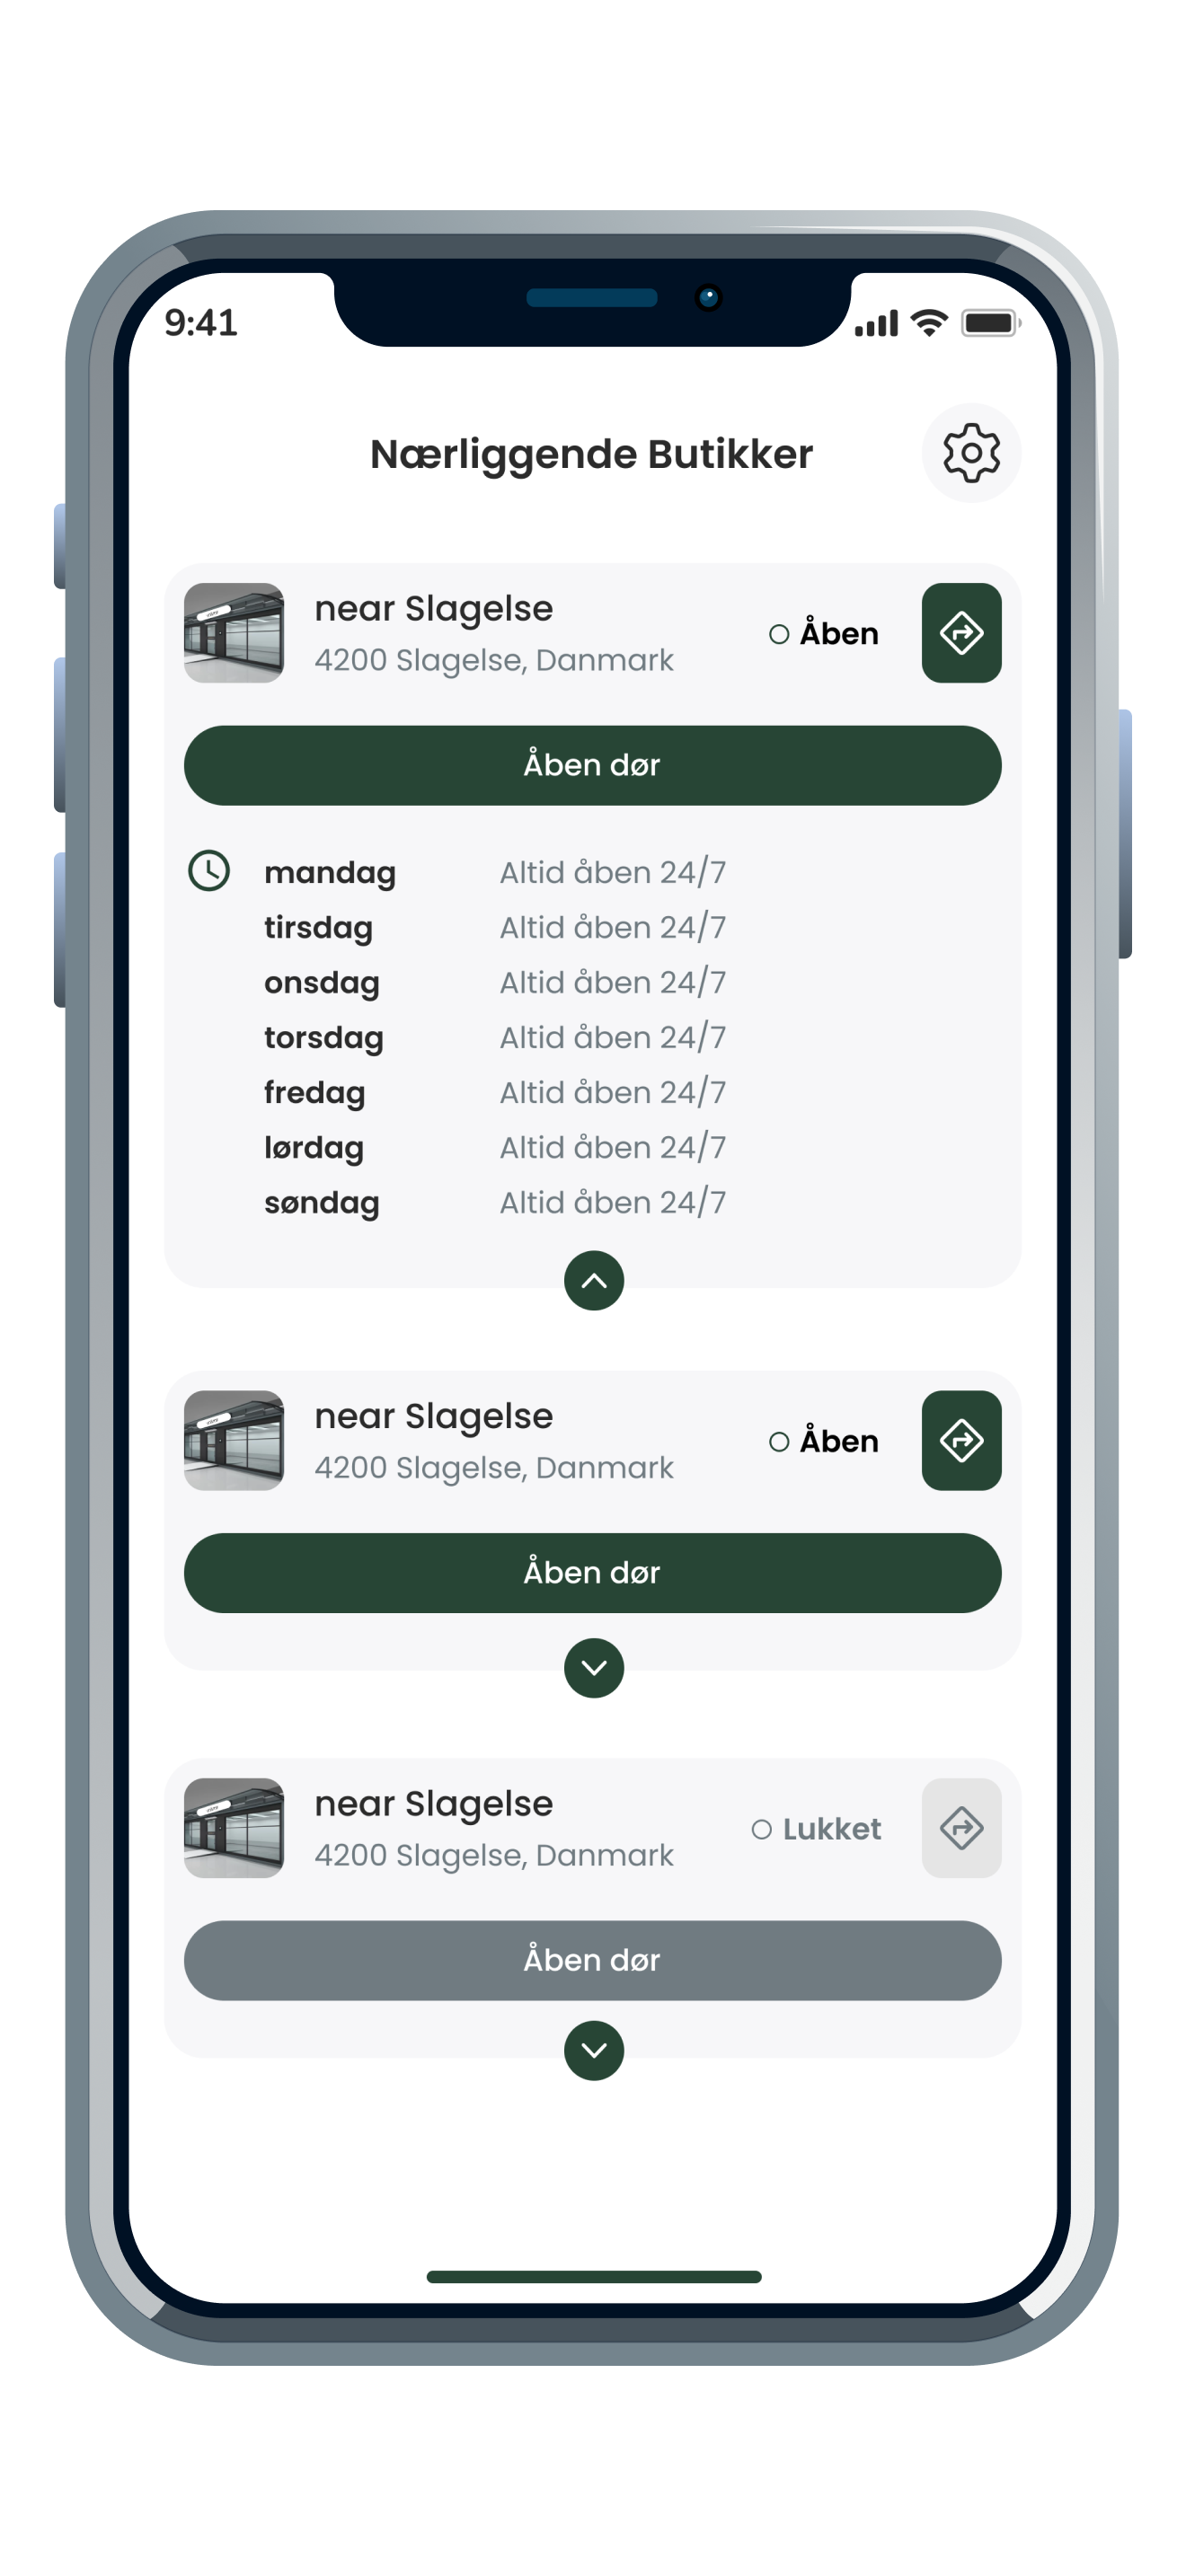 9:41
Nærliggende Butikker
near Slagelse
4200 Slagelse, Danmark
Åben
Åben dør
mandag Altid åben 24/7
tirsdag Altid åben 24/7
onsdag Altid åben 24/7
torsdag Altid åben 24/7
fredag Altid åben 24/7
lørdag Altid åben 24/7
søndag Altid åben 24/7
near Slagelse
4200 Slagelse, Danmark
Åben
Åben dør
near Slagelse
4200 Slagelse, Danmark
Lukket
Åben dør